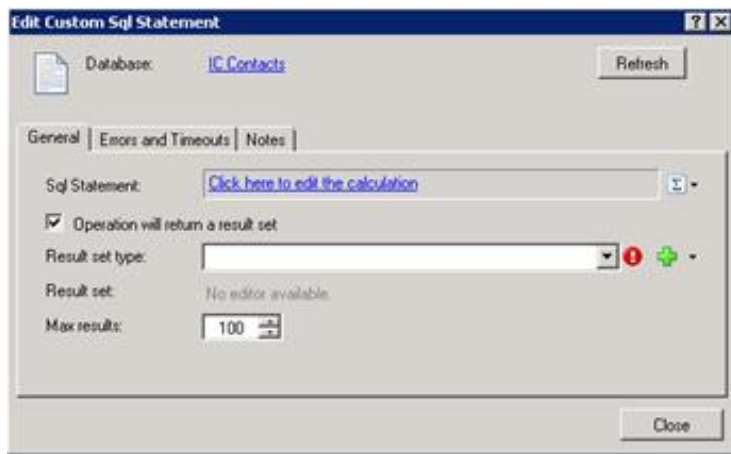 Edit Custom Sql Statement
Database: IC Contacts Refresh
General Errors and Timeouts Notes
Sql Statement: Click here to edit the calculation Σ
Operation will return a result set
Result set type:
Result set: No editor available.
Max results: 100
Close